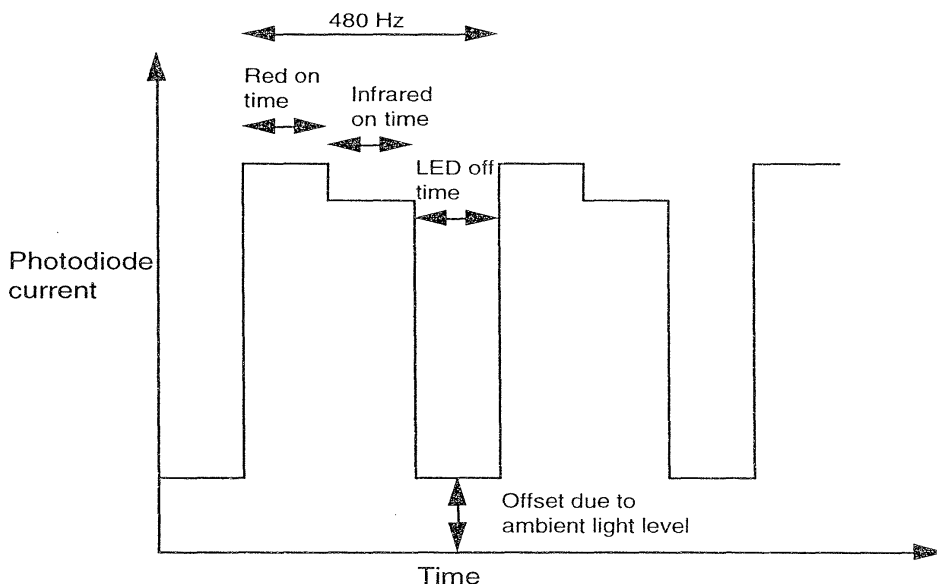 480 Hz
Red on
time
Infrared
on time
LED off
time
Photodiode
current
Offset due to
ambient light level
Time